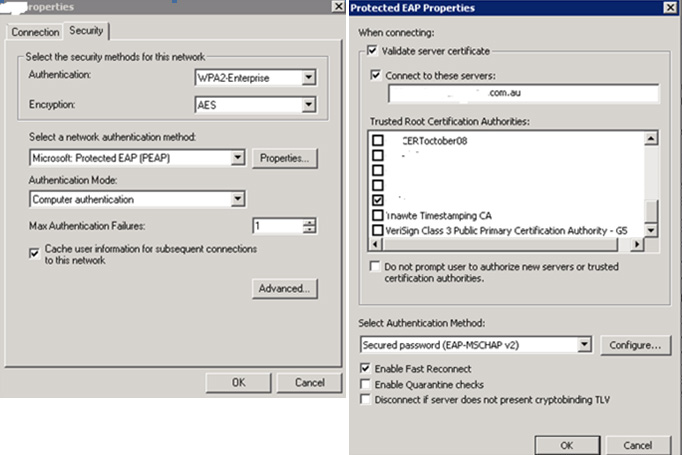 properties
Connection
Security
Select the security methods for this network
Authentication:
WPA2-Enterprise
Encryption:
AES
Select a network authentication method:
Microsoft: Protected EAP (PEAP)
Properties...
Authentication Mode:
Computer authentication
Max Authentication Failures:
1
Cache user information for subsequent connections
to this network
Advanced...
OK
Cancel
Protected EAP Properties
When connecting:
Validate server certificate
Connect to these servers:
.com.au
Trusted Root Certification Authorities:
CERToctober08
Timestamping CA
VeriSign Class 3 Public Primary Certification Authority - G5
Do not prompt user to authorize new servers or trusted
certification authorities.
Select Authentication Method:
Secured password (EAP-MSCHAP v2)
Configure...
Enable Fast Reconnect
Enable Quarantine checks
Disconnect if server does not present cryptobinding TLV
OK
Cancel